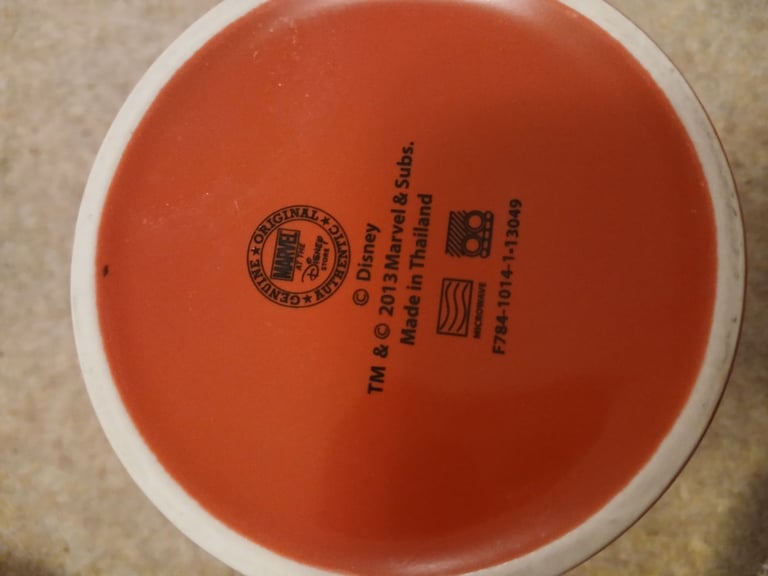 GENUINE ★ ORIGINAL ★ AUTHENTIC ★
MARVEL
AT THE
Disney
STORE
© Disney
TM & © 2013 Marvel & Subs.
Made in Thailand
MICROWAVE
F784-1014-1-13049